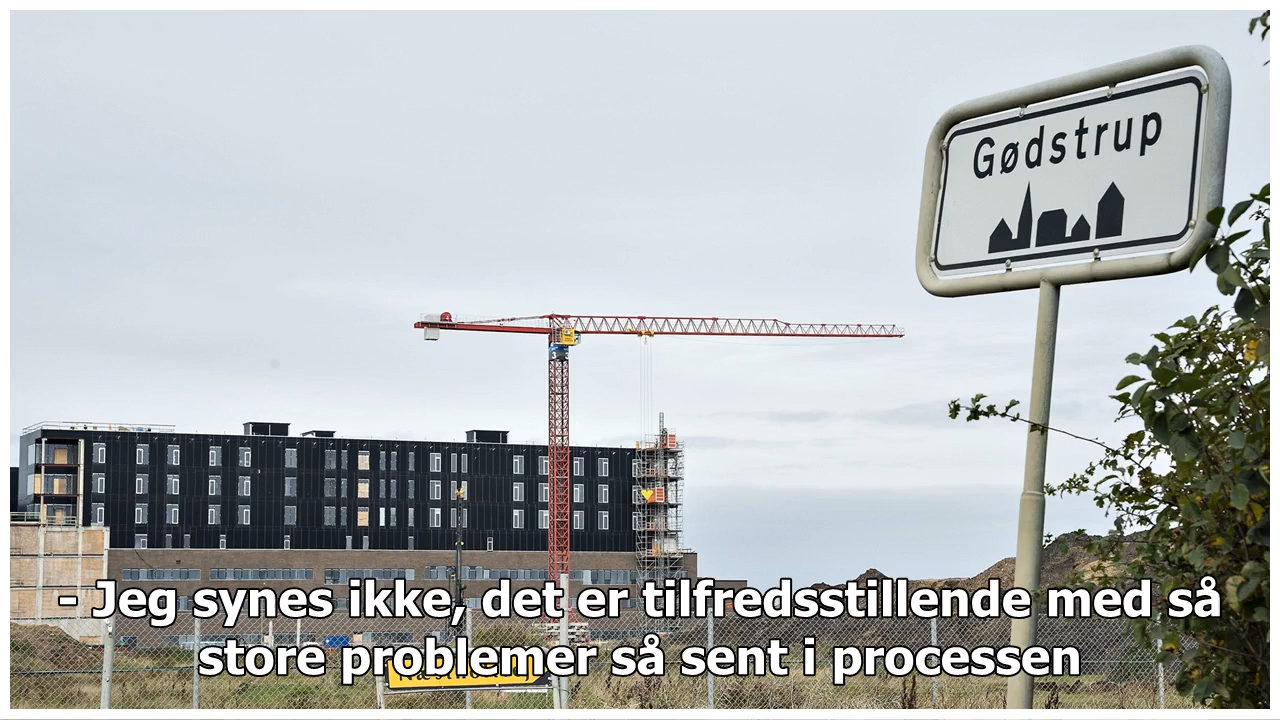 Gødstrup
- Jeg synes ikke, det er tilfredsstillende med så
store problemer så sent i processen